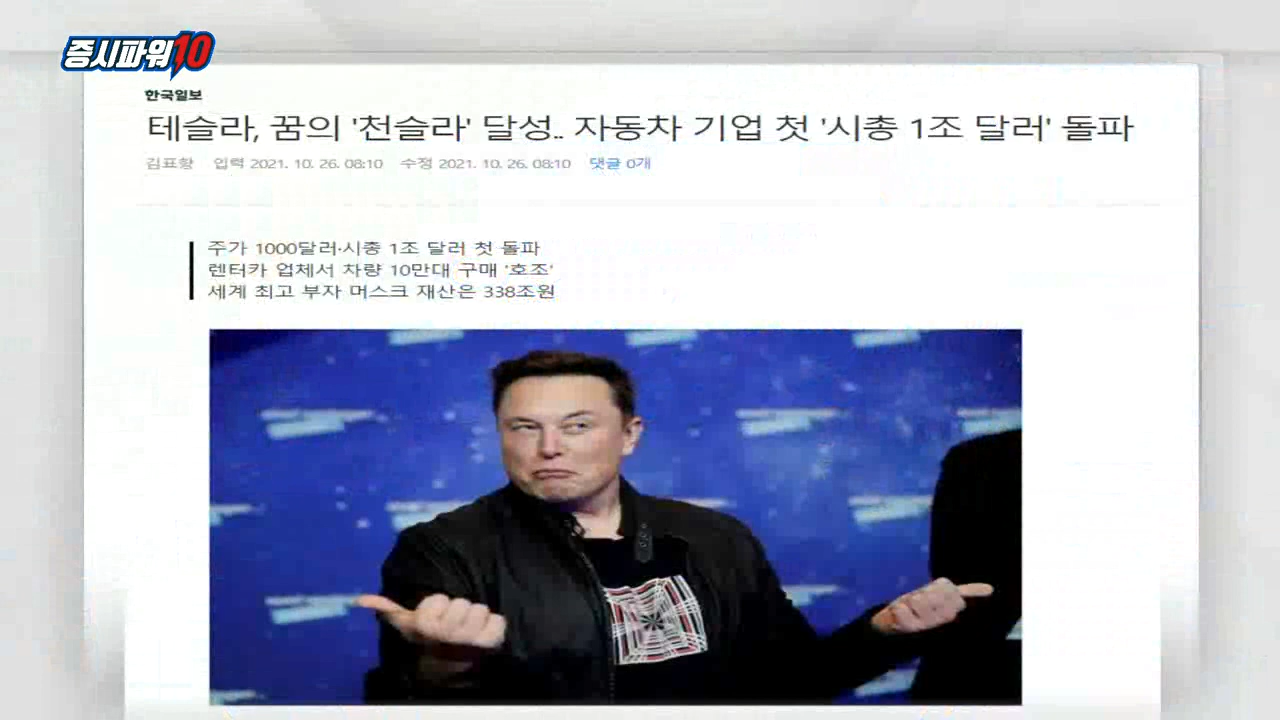 증시파워10
한국일보
테슬라, 꿈의 '천슬라' 달성.. 자동차 기업 첫 '시총 1조 달러' 돌파
김표향 입력 2021. 10. 26. 08:10 수정 2021. 10. 26. 08:10 댓글 0개
주가 1000달러·시총 1조 달러 첫 돌파
렌터카 업체서 차량 10만대 구매 '호조'
세계 최고 부자 머스크 재산은 338조원